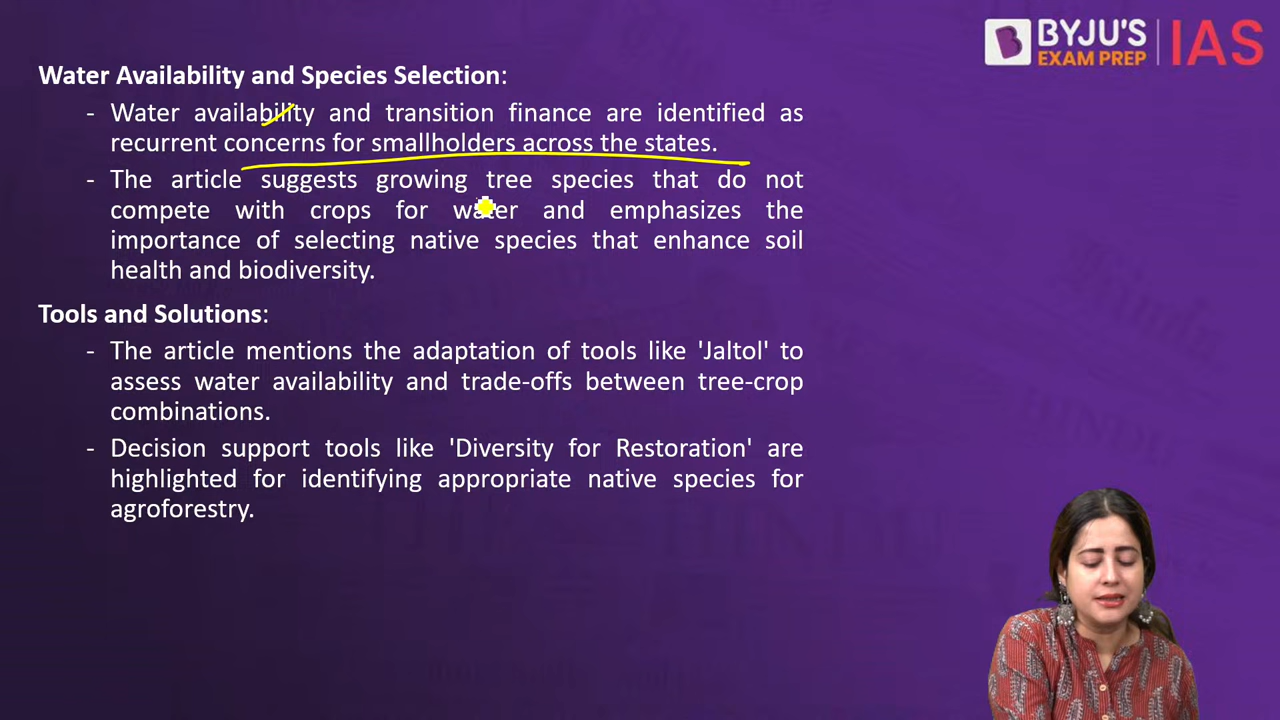 BYJU'S
EXAM PREP
IAS
Water Availability and Species Selection:
- Water availability and transition finance are identified as
recurrent concerns for smallholders across the states.
- The article suggests growing tree species that do not
compete with crops for water and emphasizes the
importance of selecting native species that enhance soil
health and biodiversity.
Tools and Solutions:
- The article mentions the adaptation of tools like 'Jaltol' to
assess water availability and trade-offs between tree-crop
combinations.
- Decision support tools like 'Diversity for Restoration' are
highlighted for identifying appropriate native species for
agroforestry.